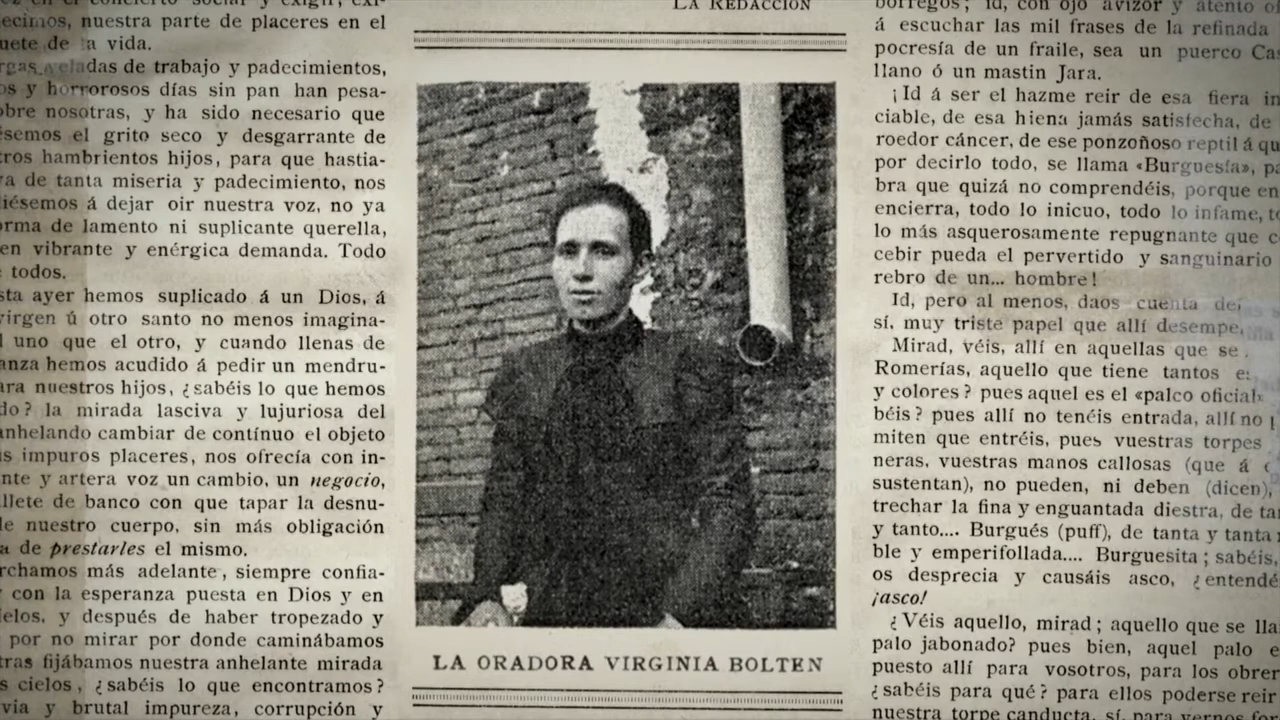 ecimos, nuestra parte de placeres en el
uete de la vida.
rgas veladas de trabajo y padecimientos,
os y horrorosos días sin pan han pesa-
obre nosotras, y ha sido necesario que
ésemos el grito seco y desgarrante de
tros hambrientos hijos, para que hastia-
ra de tanta miseria y padecimiento, nos
diésemos á dejar oir nuestra voz, no ya
orma de lamento ni suplicante querella,
en vibrante y enérgica demanda. Todo
e todos.
sta ayer hemos suplicado á un Dios, á
virgen ú otro santo no menos imagina-
l uno que el otro, y cuando llenas de
anza hemos acudido á pedir un mendru-
ara nuestros hijos, ¿sabéis lo que hemos
do? la mirada lasciva y lujuriosa del
anhelando cambiar de contínuo el objeto
s impuros placeres, nos ofrecía con in-
nte y artera voz un cambio, un negocio,
llete de banco con que tapar la desnu-
de nuestro cuerpo, sin más obligación
a de prestarles el mismo.
rchamos más adelante, siempre confia-
con la esperanza puesta en Dios y en
ielos, y después de haber tropezado y
por no mirar por donde caminábamos
tras fijábamos nuestra anhelante mirada
s cielos, ¿sabéis lo que encontramos?
via y brutal impureza, corrupción y
LA REDACCIÓN
LA ORADORA VIRGINIA BOLTEN
borregos; id, con ojo avizor y atento o
á escuchar las mil frases de la refinada
pocresía de un fraile, sea un puerco Cas
llano ó un mastin Jara.
¡Id á ser el hazme reir de esa fiera in
ciable, de esa hiena jamás satisfecha, de
roedor cáncer, de ese ponzoñoso reptil á qu
por decirlo todo, se llama «Burguesía», pa
bra que quizá no comprendéis, porque en
encierra, todo lo inicuo, todo lo infame, to
lo más asquerosamente repugnante que c
cebir pueda el pervertido y sanguinario
rebro de un... hombre!
Id, pero al menos, daos cuenta de
sí, muy triste papel que allí desempe
Mirad, véis, allí en aquellas que se
Romerías, aquello que tiene tantos
y colores? pues aquel es el «palco oficial»
béis? pues allí no tenéis entrada, allí no
miten que entréis, pues vuestras torpes
neras, vuestras manos callosas (que á
sustentan), no pueden, ni deben (dicen),
trechar la fina y enguantada diestra, de tan
y tanto.... Burgués (puff), de tanta y tanta
ble y emperifollada.... Burguesita; sabéis,
os desprecia y causáis asco, ¿entendé
¡asco!
¿Véis aquello, mirad; aquello que se lla
palo jabonado? pues bien, aquel palo e
puesto allí para vosotros, para los obrer
¿sabéis para qué? para ellos poderse reir
nuestra torpe conducta, sí, para vernos